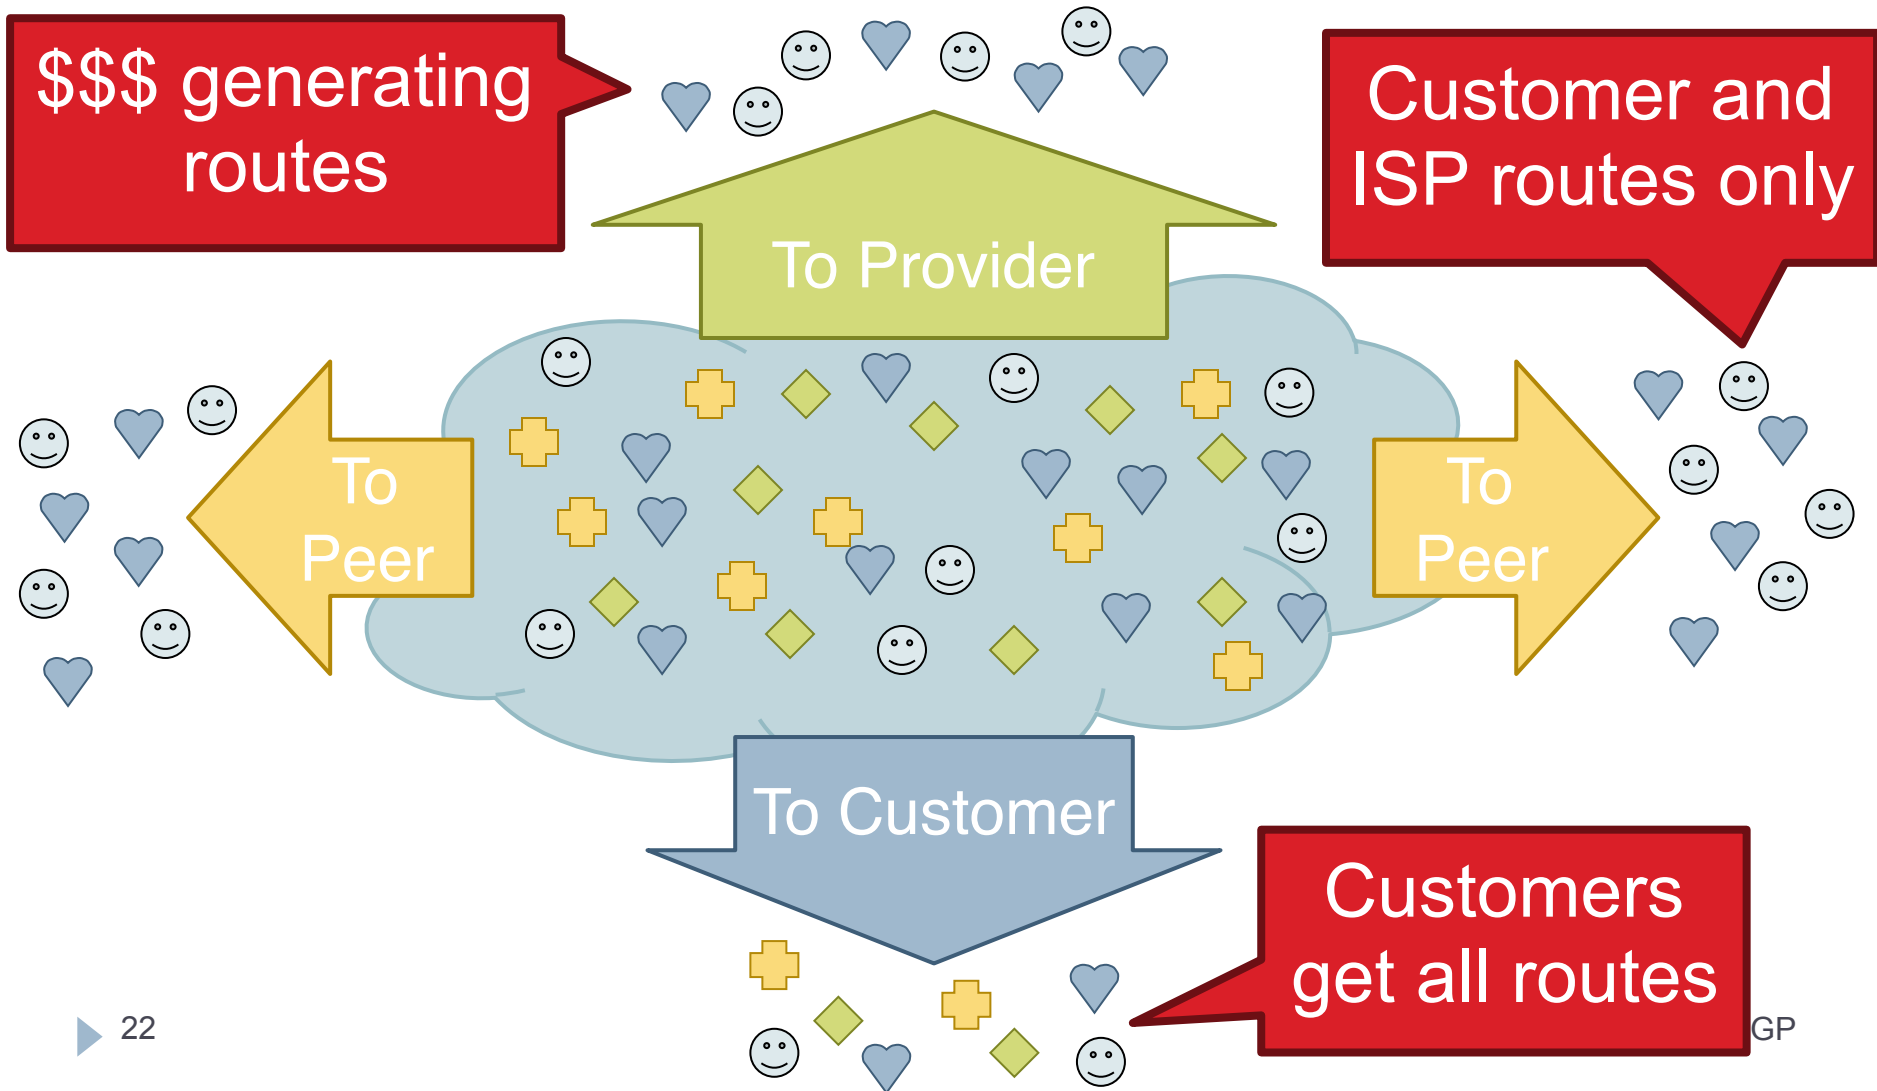 $$$ generating
routes
Customer and
ISP routes only
To Provider
To
Peer
To
Peer
To Customer
Customers
get all routes
22
GP